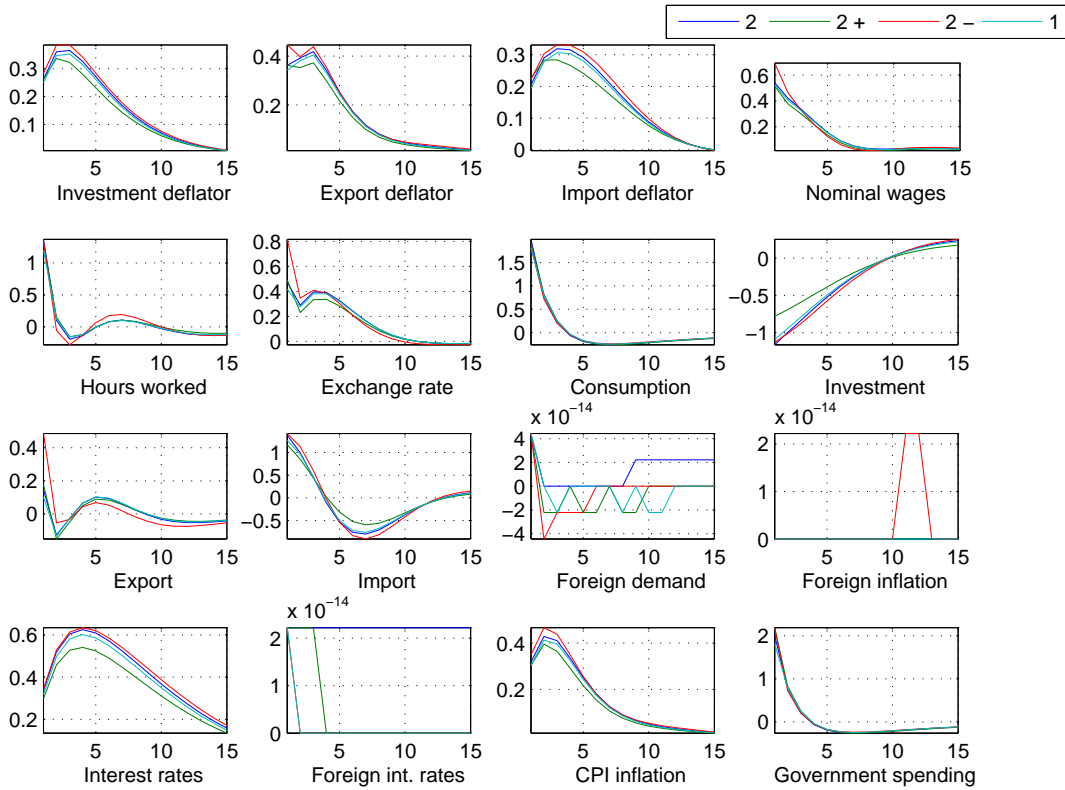 2 2 + 2 − 1
0.3 0.2 0.1 5 10 15 Investment deflator
0.4 0.2 5 10 15 Export deflator
0.3 0.2 0.1 0 5 10 15 Import deflator
0.6 0.4 0.2 5 10 15 Nominal wages
1 0.5 0 5 10 15 Hours worked
0.8 0.6 0.4 0.2 0 5 10 15 Exchange rate
1.5 1 0.5 0 5 10 15 Consumption
0 −0.5 −1 5 10 15 Investment
0.4 0.2 0 5 10 15 Export
1 0.5 0 −0.5 5 10 15 Import
x 10−14 4 2 0 −2 −4 5 10 15 Foreign demand
x 10−14 2 1 0 5 10 15 Foreign inflation
0.6 0.4 0.2 5 10 15 Interest rates
x 10−14 2 1 0 5 10 15 Foreign int. rates
0.4 0.2 5 10 15 CPI inflation
2 1 0 5 10 15 Government spending